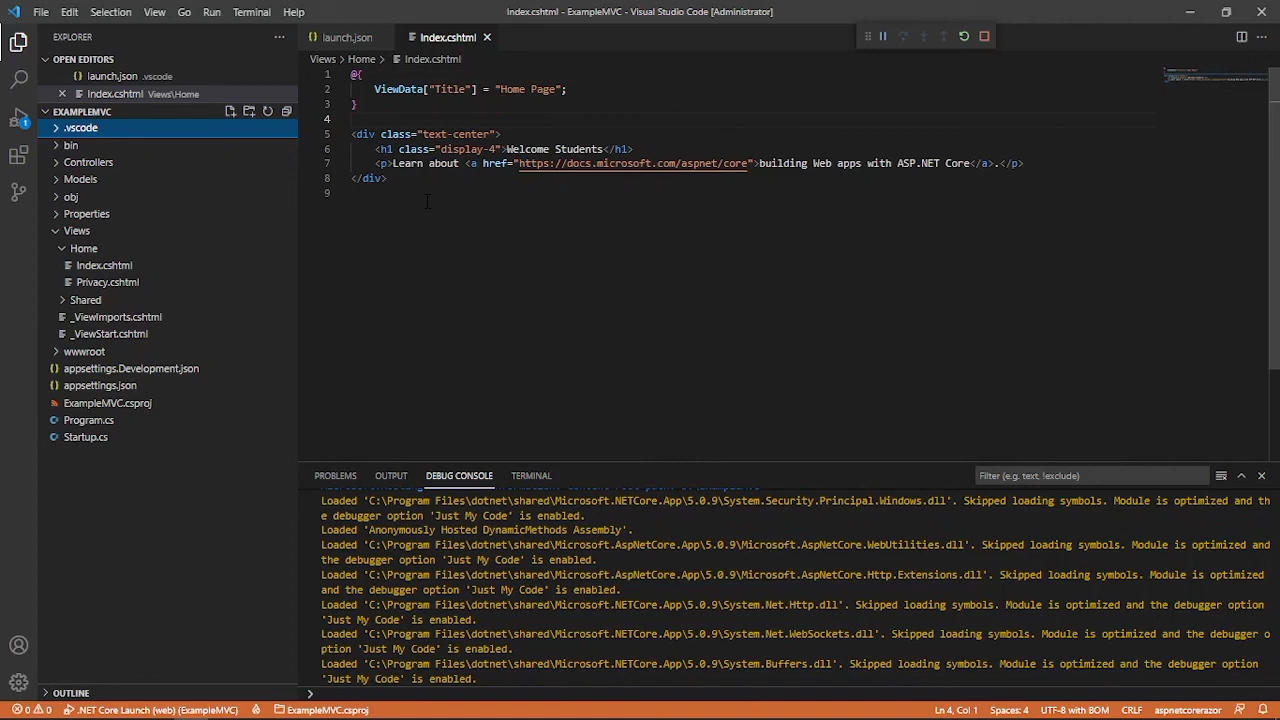 File Edit Selection View Go Run Terminal Help
Index.cshtml - ExampleMVC - Visual Studio Code [Administrator]
EXPLORER
OPEN EDITORS
launch.json .vscode
Index.cshtml Views\Home
EXAMPLEMVC
.vscode
bin
Controllers
Models
obj
Properties
Views
Home
Index.cshtml
Privacy.cshtml
Shared
_ViewImports.cshtml
_ViewStart.cshtml
wwwroot
appsettings.Development.json
appsettings.json
ExampleMVC.csproj
Program.cs
Startup.cs
OUTLINE
1
launch.json Index.cshtml
Views > Home > Index.cshtml
1 @{
2 ViewData["Title"] = "Home Page";
3 }
4
5 <div class="text-center">
6 <h1 class="display-4">Welcome Students</h1>
7 <p>Learn about <a href="https://docs.microsoft.com/aspnet/core">building Web apps with ASP.NET Core</a>.</p>
8 </div>
9
PROBLEMS OUTPUT DEBUG CONSOLE TERMINAL Filter (e.g. text, !exclude)
Loaded 'C:\Program Files\dotnet\shared\Microsoft.NETCore.App\5.0.9\System.Security.Principal.Windows.dll'. Skipped loading symbols. Module is optimized and th
e debugger option 'Just My Code' is enabled.
Loaded 'Anonymously Hosted DynamicMethods Assembly'.
Loaded 'C:\Program Files\dotnet\shared\Microsoft.AspNetCore.App\5.0.9\Microsoft.AspNetCore.WebUtilities.dll'. Skipped loading symbols. Module is optimized and
the debugger option 'Just My Code' is enabled.
Loaded 'C:\Program Files\dotnet\shared\Microsoft.AspNetCore.App\5.0.9\Microsoft.AspNetCore.Http.Extensions.dll'. Skipped loading symbols. Module is optimized
and the debugger option 'Just My Code' is enabled.
Loaded 'C:\Program Files\dotnet\shared\Microsoft.NETCore.App\5.0.9\System.Net.Http.dll'. Skipped loading symbols. Module is optimized and the debugger option
'Just My Code' is enabled.
Loaded 'C:\Program Files\dotnet\shared\Microsoft.NETCore.App\5.0.9\System.Net.WebSockets.dll'. Skipped loading symbols. Module is optimized and the debugger o
ption 'Just My Code' is enabled.
Loaded 'C:\Program Files\dotnet\shared\Microsoft.NETCore.App\5.0.9\System.Buffers.dll'. Skipped loading symbols. Module is optimized and the debugger option
'Just My Code' is enabled.
0 0 .NET Core Launch (web) (ExampleMVC) ExampleMVC.csproj Ln 4, Col 1 Spaces: 4 UTF-8 with BOM CRLF aspnetcorerazor